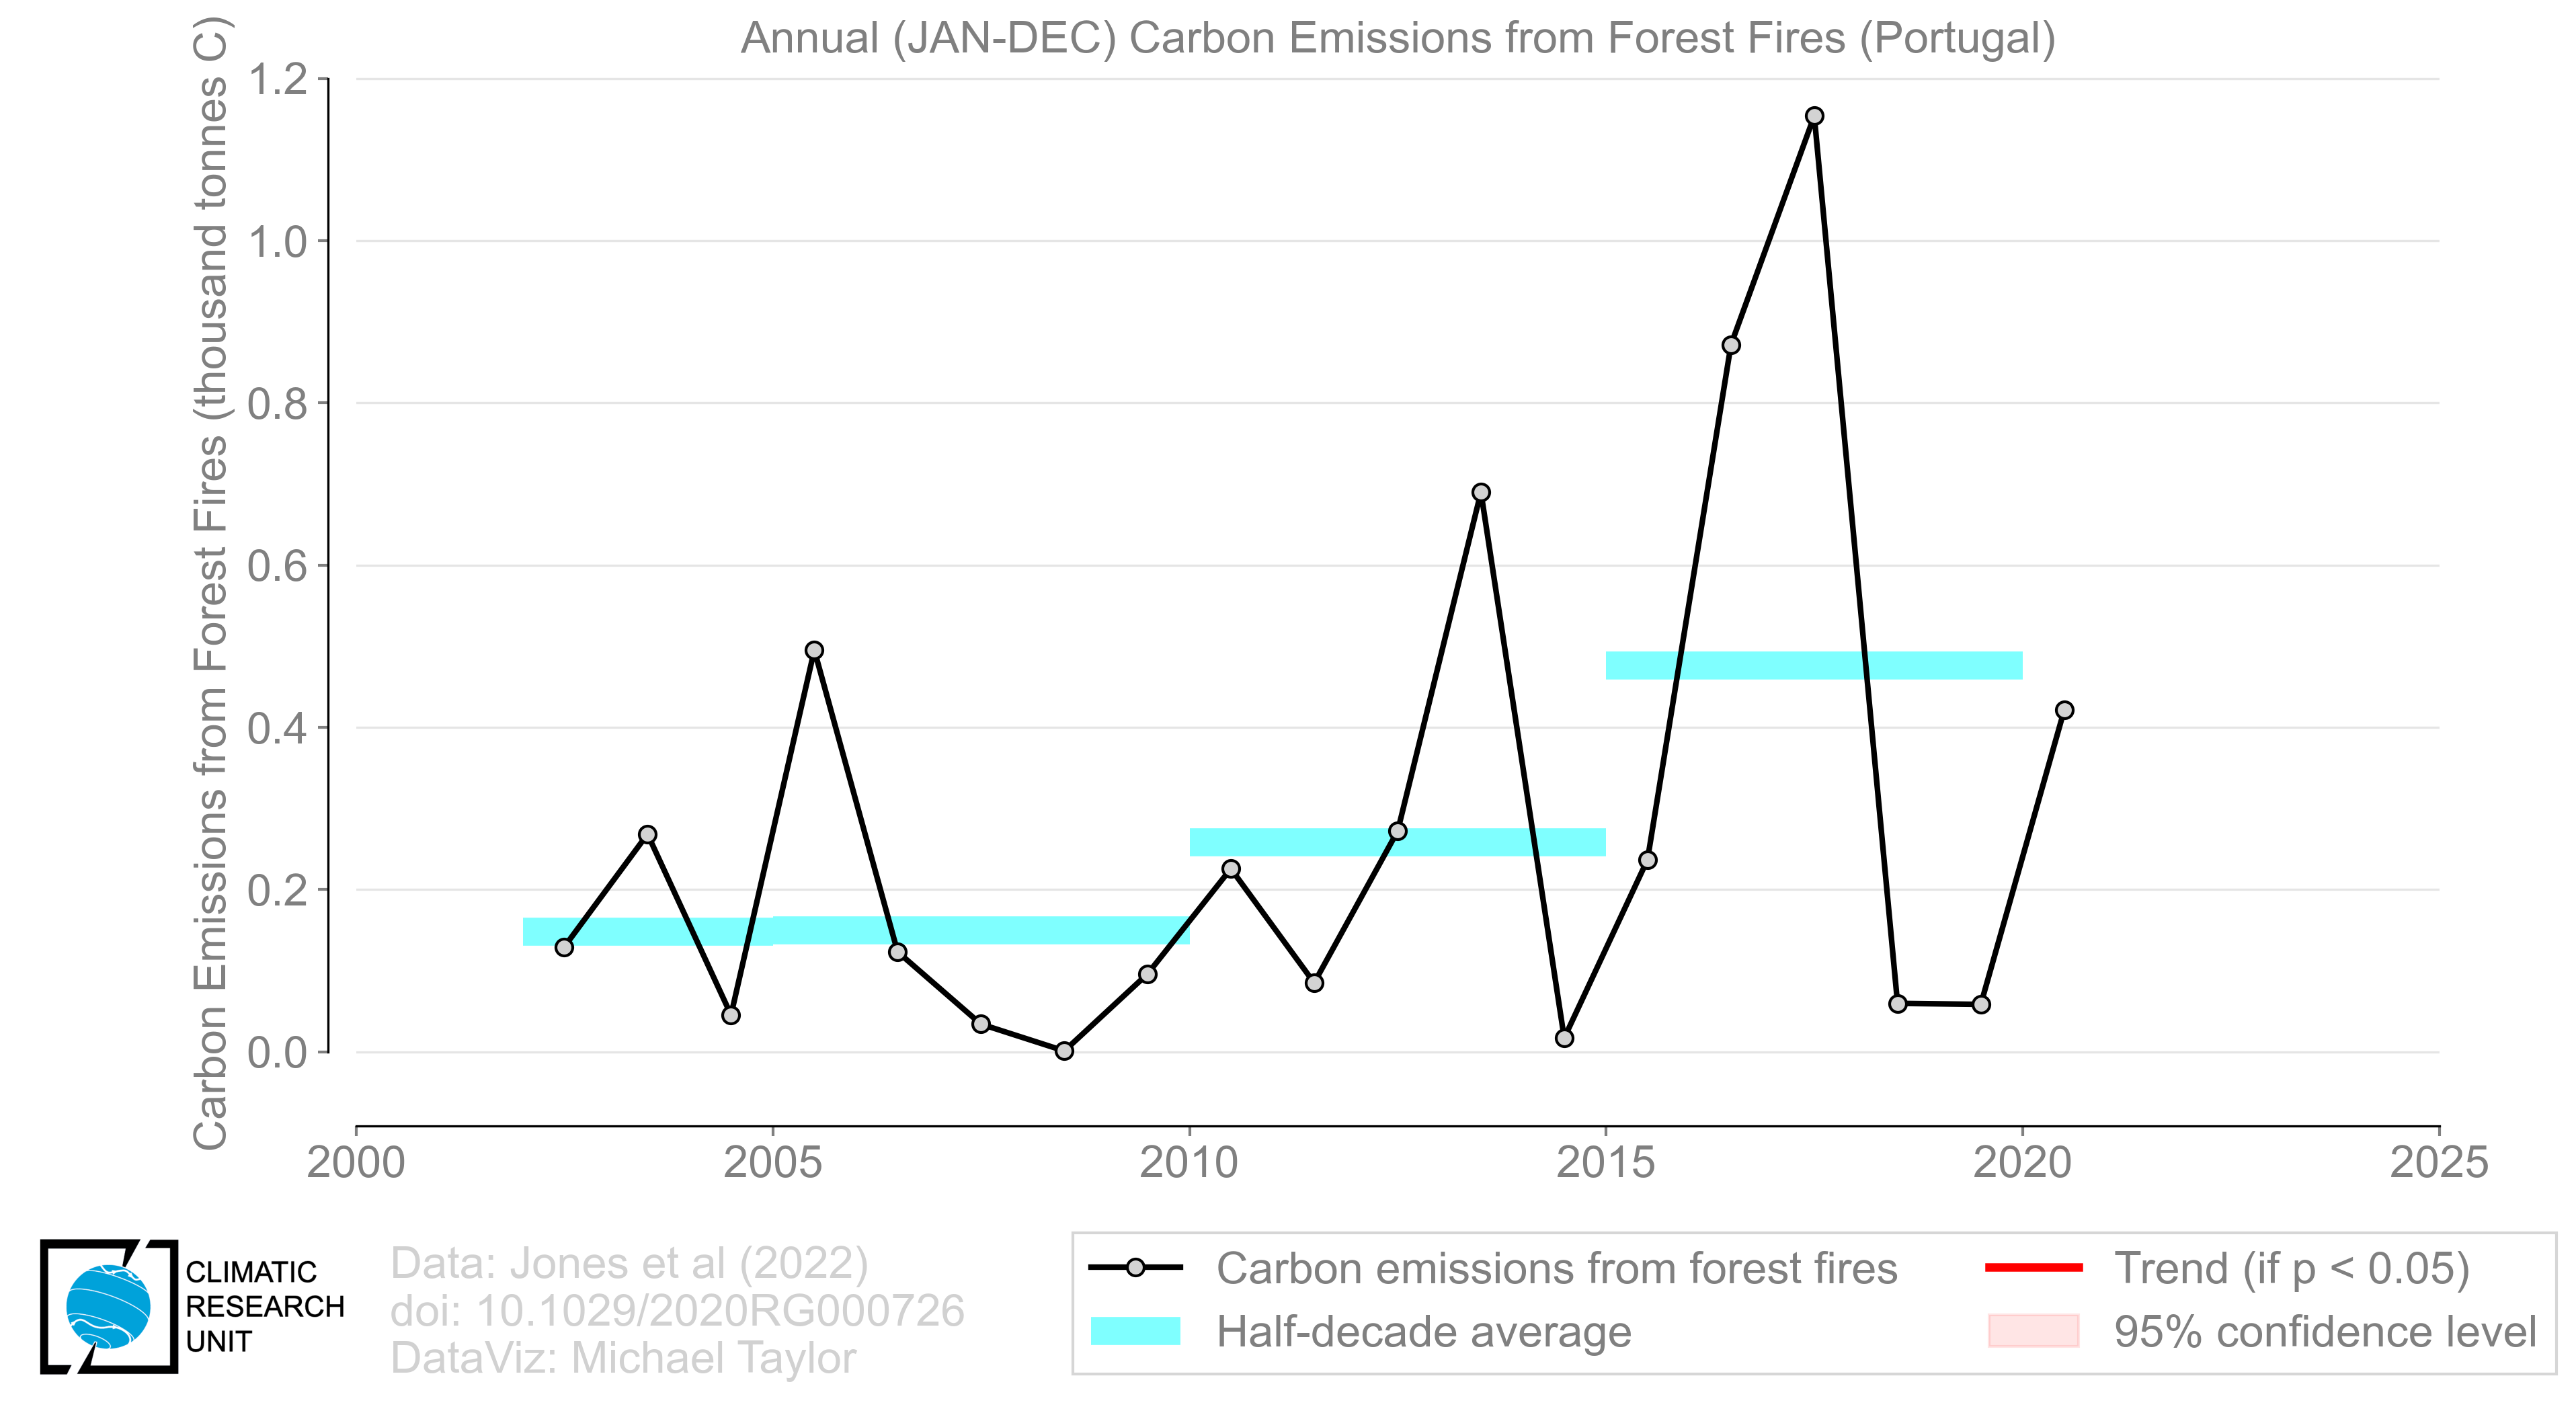 Annual (JAN-DEC) Carbon Emissions from Forest Fires (Portugal)
Carbon Emissions from Forest Fires (thousand tonnes C)
1.2
1.0
0.8
0.6
0.4
0.2
0.0
2000
2005
2010
2015
2020
2025
CLIMATIC
RESEARCH
UNIT
Data: Jones et al (2022)
doi: 10.1029/2020RG000726
DataViz: Michael Taylor
Carbon emissions from forest fires
Half-decade average
Trend (if p < 0.05)
95% confidence level